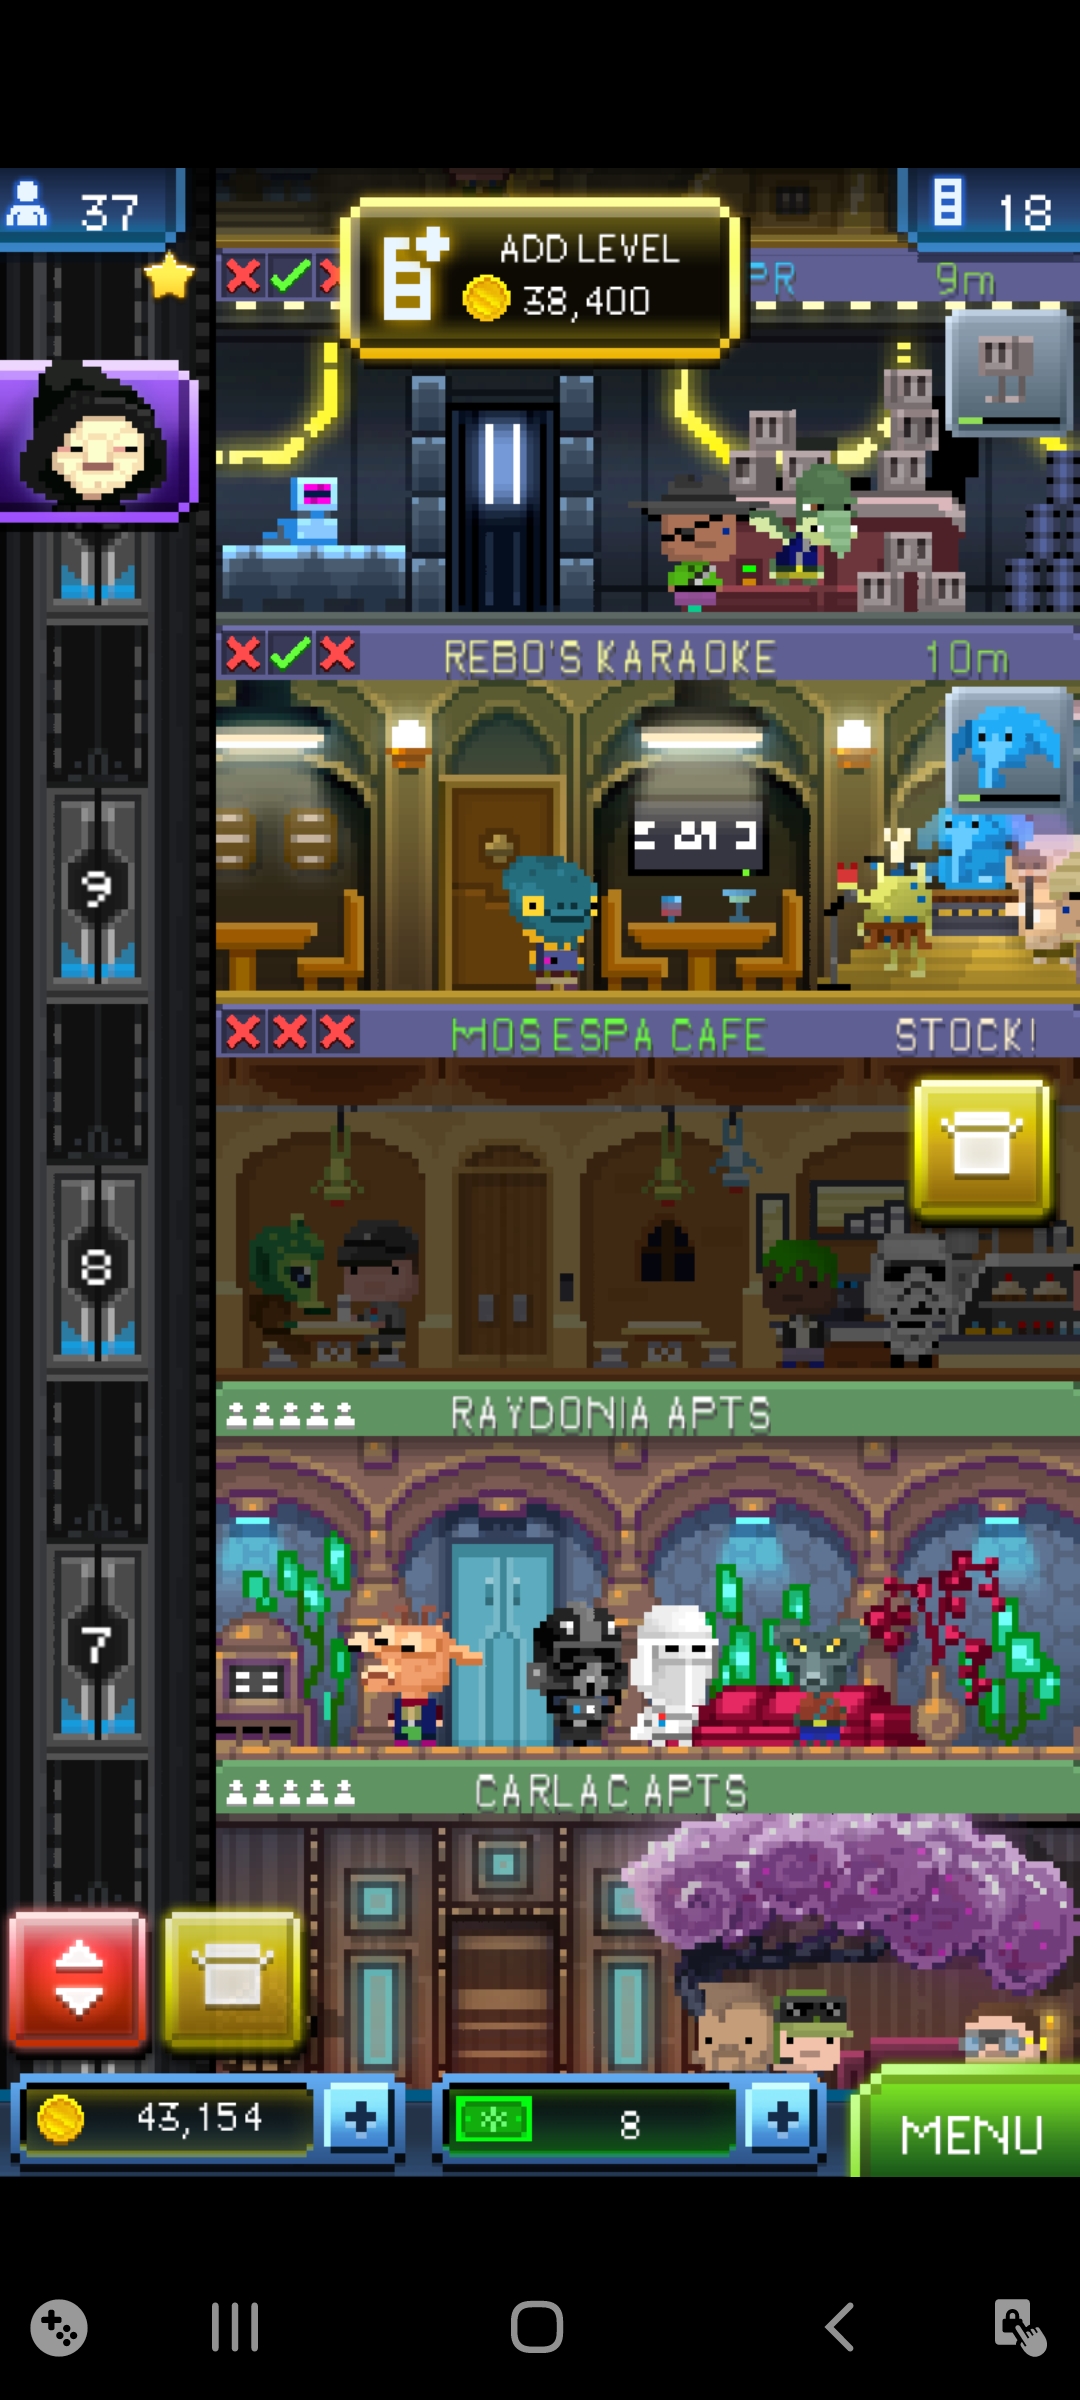 37
18
ADD LEVEL
38,400
PR
9m
REBO'S KARAOKE
10m
9
MOS ESPA CAFE
STOCK!
8
RAYDONIA APTS
7
CARLAC APTS
43,154
8
MENU